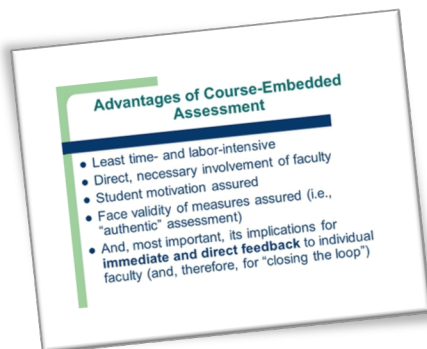 Advantages of Course-Embedded
Assessment
● Least time- and labor-intensive
● Direct, necessary involvement of faculty
● Student motivation assured
● Face validity of measures assured (i.e.,
“authentic” assessment)
● And, most important, its implications for
immediate and direct feedback to individual
faculty (and, therefore, for “closing the loop”)